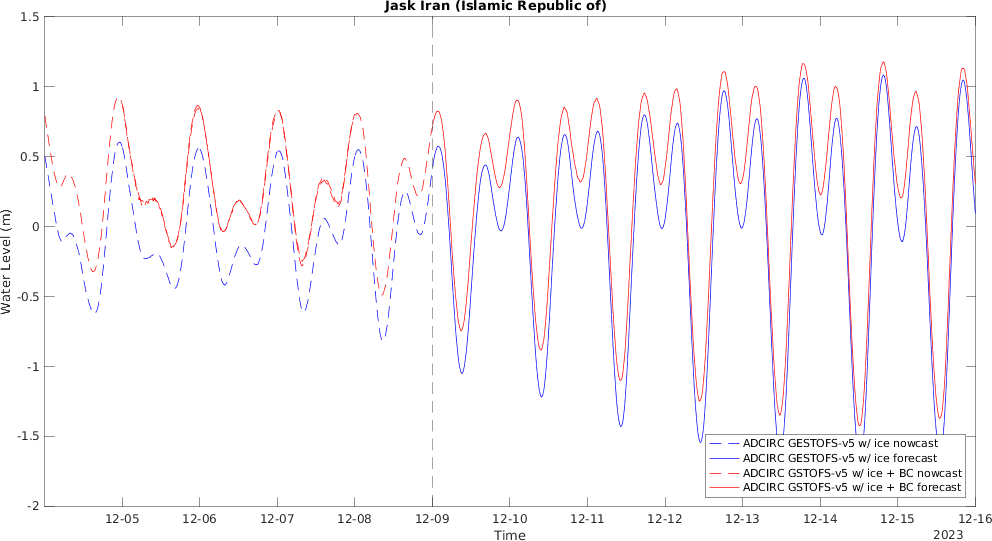 Jask Iran (Islamic Republic of)
1.5
1
0.5
0
-0.5
-1
-1.5
-2
Water Level (m)
ADCIRC GESTOFS-v5 w/ ice nowcast
ADCIRC GESTOFS-v5 w/ ice forecast
ADCIRC GSTOFS-v5 w/ ice + BC nowcast
ADCIRC GSTOFS-v5 w/ ice + BC forecast
12-05 12-06 12-07 12-08 12-09 12-10 12-11 12-12 12-13 12-14 12-15 12-16
Time
2023